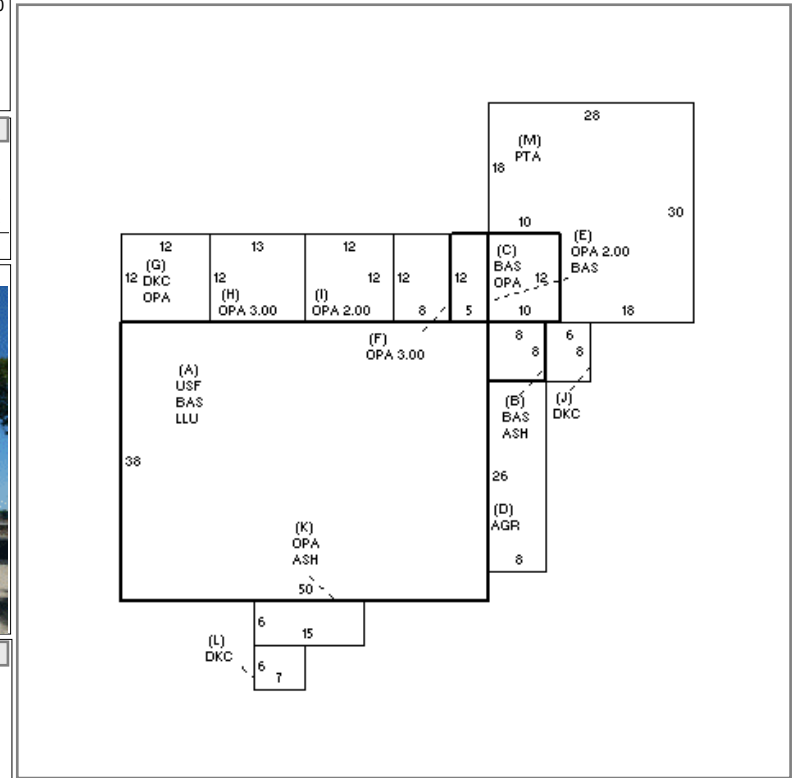 28
(M)
PTA
18
30
10
(E)
OPA 2.00
BAS
12
13
12
(C)
BAS
OPA
12
(G)
DKC
OPA
12
(H)
OPA 3.00
12
(I)
OPA 2.00
12
12
12
8
5
10
18
(F)
OPA 3.00
8
8
6
8
(A)
USF
BAS
LLU
(B)
BAS
ASH
(J)
DKC
38
26
(D)
AGR
8
(K)
OPA
ASH
50
6
15
(L)
DKC
6
7